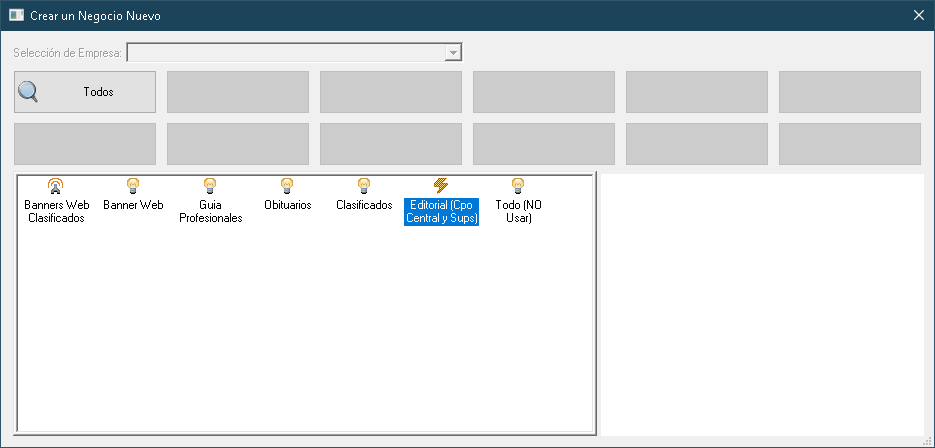 Crear un Negocio Nuevo
Selección de Empresa:
Todos
Banners Web
Clasificados
Banner Web
Guia
Profesionales
Obituarios
Clasificados
Editorial (Cpo
Central y Sups)
Todo (NO
Usar)